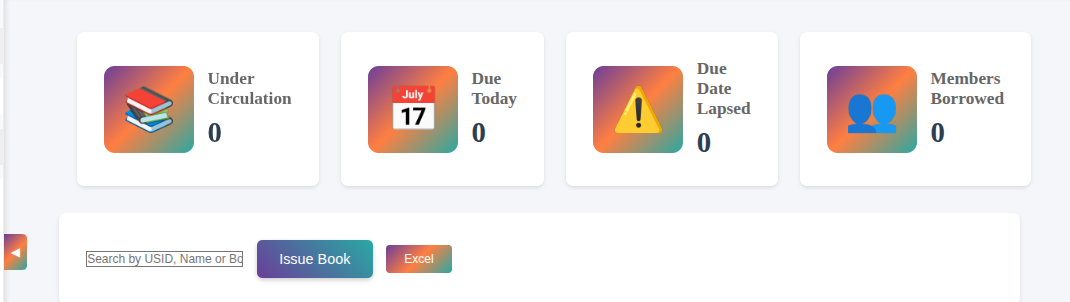 Under
Circulation
0
July
17
Due
Today
0
Due
Date
Lapsed
0
Members
Borrowed
0
Search by USID, Name or Bo
Issue Book
Excel